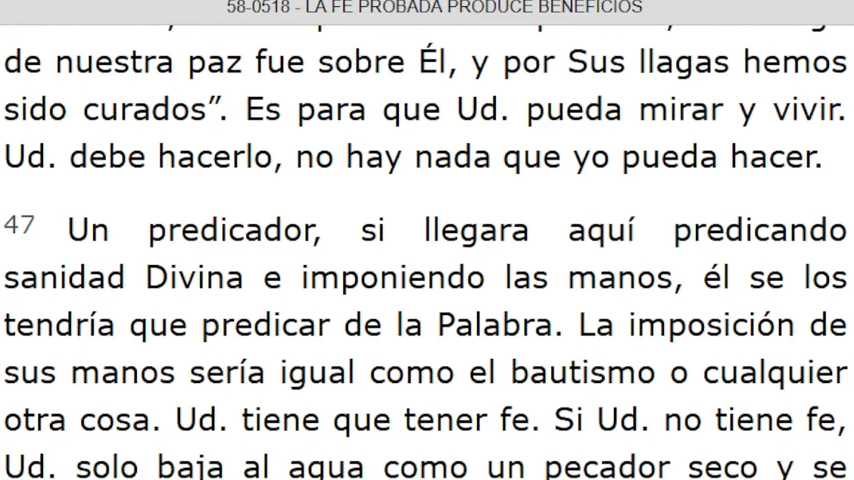 58-0518 - LA FE PROBADA PRODUCE BENEFICIOS
de nuestra paz fue sobre Él, y por Sus llagas hemos
sido curados”. Es para que Ud. pueda mirar y vivir.
Ud. debe hacerlo, no hay nada que yo pueda hacer.
47 Un predicador, si llegara aquí predicando
sanidad Divina e imponiendo las manos, él se los
tendría que predicar de la Palabra. La imposición de
sus manos sería igual como el bautismo o cualquier
otra cosa. Ud. tiene que tener fe. Si Ud. no tiene fe,
Ud. solo baja al agua como un pecador seco y se